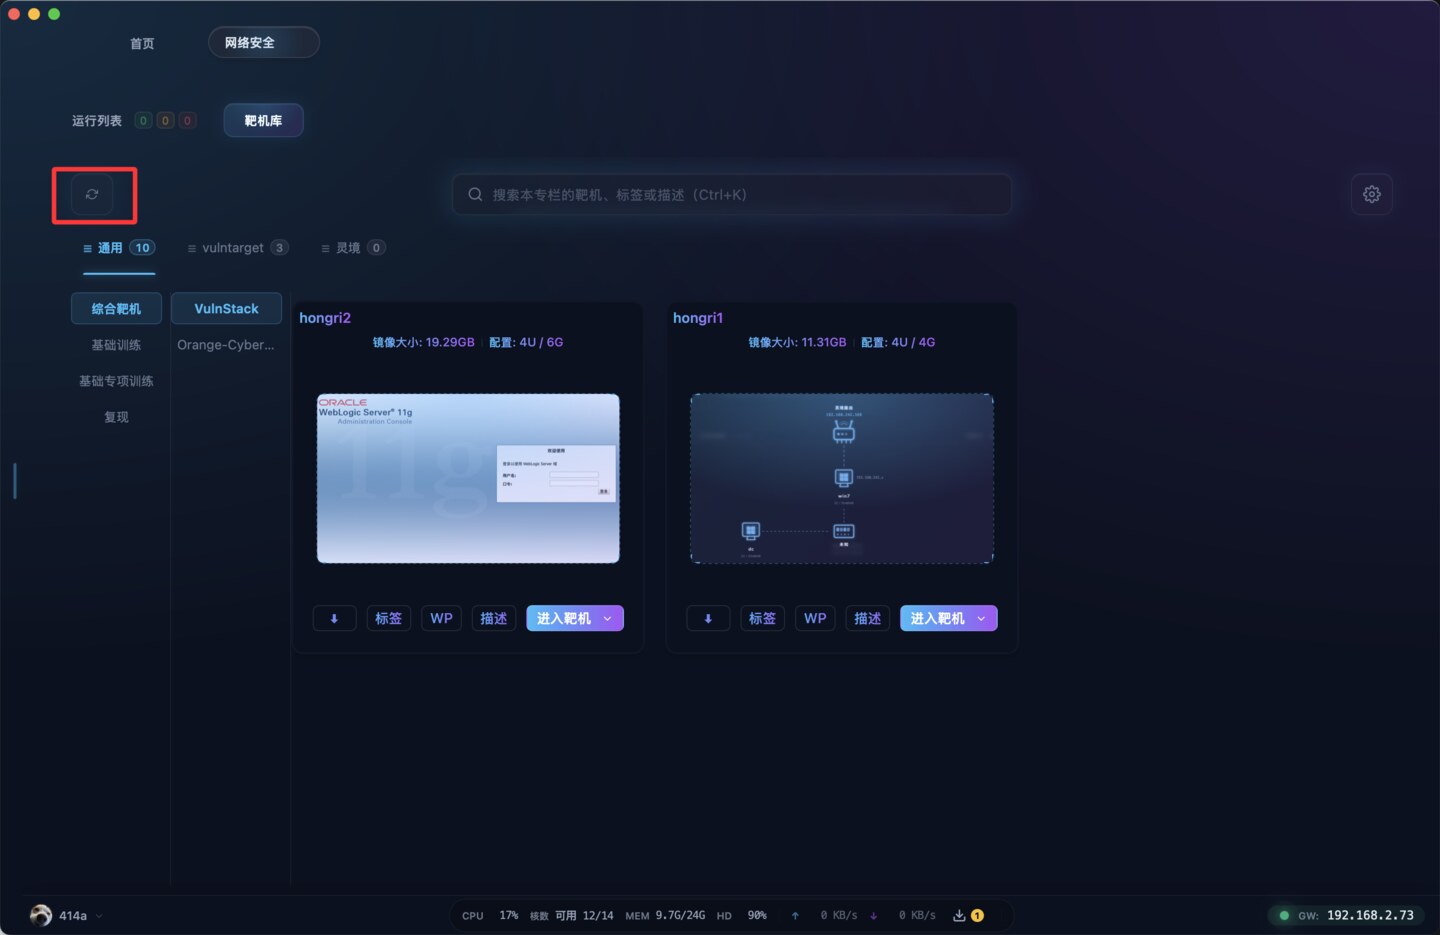 首页
网络安全
运行列表 0 0 0
靶机库
搜索本专栏的靶机、标签或描述（Ctrl+K）
通用 10
vulntarget 3
灵境 0
综合靶机
VulnStack
基础训练
Orange-Cyber...
基础专项训练
复现
hongri2
镜像大小: 19.29GB 配置: 4U / 6G
ORACLE
WebLogic Server® 11g
Administration Console
11g
标签 WP 描述 进入靶机
hongri1
镜像大小: 11.31GB 配置: 4U / 4G
win7
dc
标签 WP 描述 进入靶机
414a
CPU 17% 核数 可用 12/14 MEM 9.7G/24G HD 90% 0 KB/s 0 KB/s 1
GW: 192.168.2.73